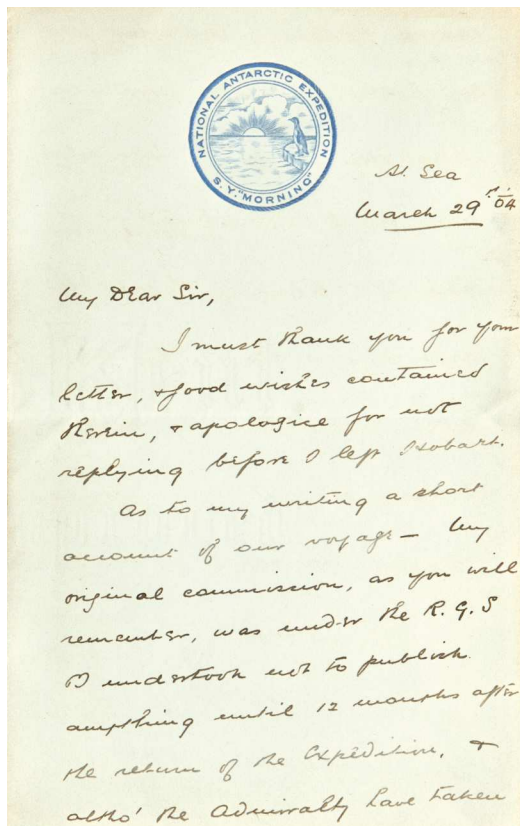 NATIONAL ANTARCTIC EXPEDITION
S.Y. "MORNING"
At Sea
March 29 '04
My Dear Sir,
I must thank you for your
letter, & good wishes contained
therein, & apologise for not
replying before I left Hobart.
As to my writing a short
account of our voyage — My
original commission, as you will
remember, was under the R.G.S
& I undertook not to publish
anything until 12 months after
the return of the Expedition, &
altho' the Admiralty have taken